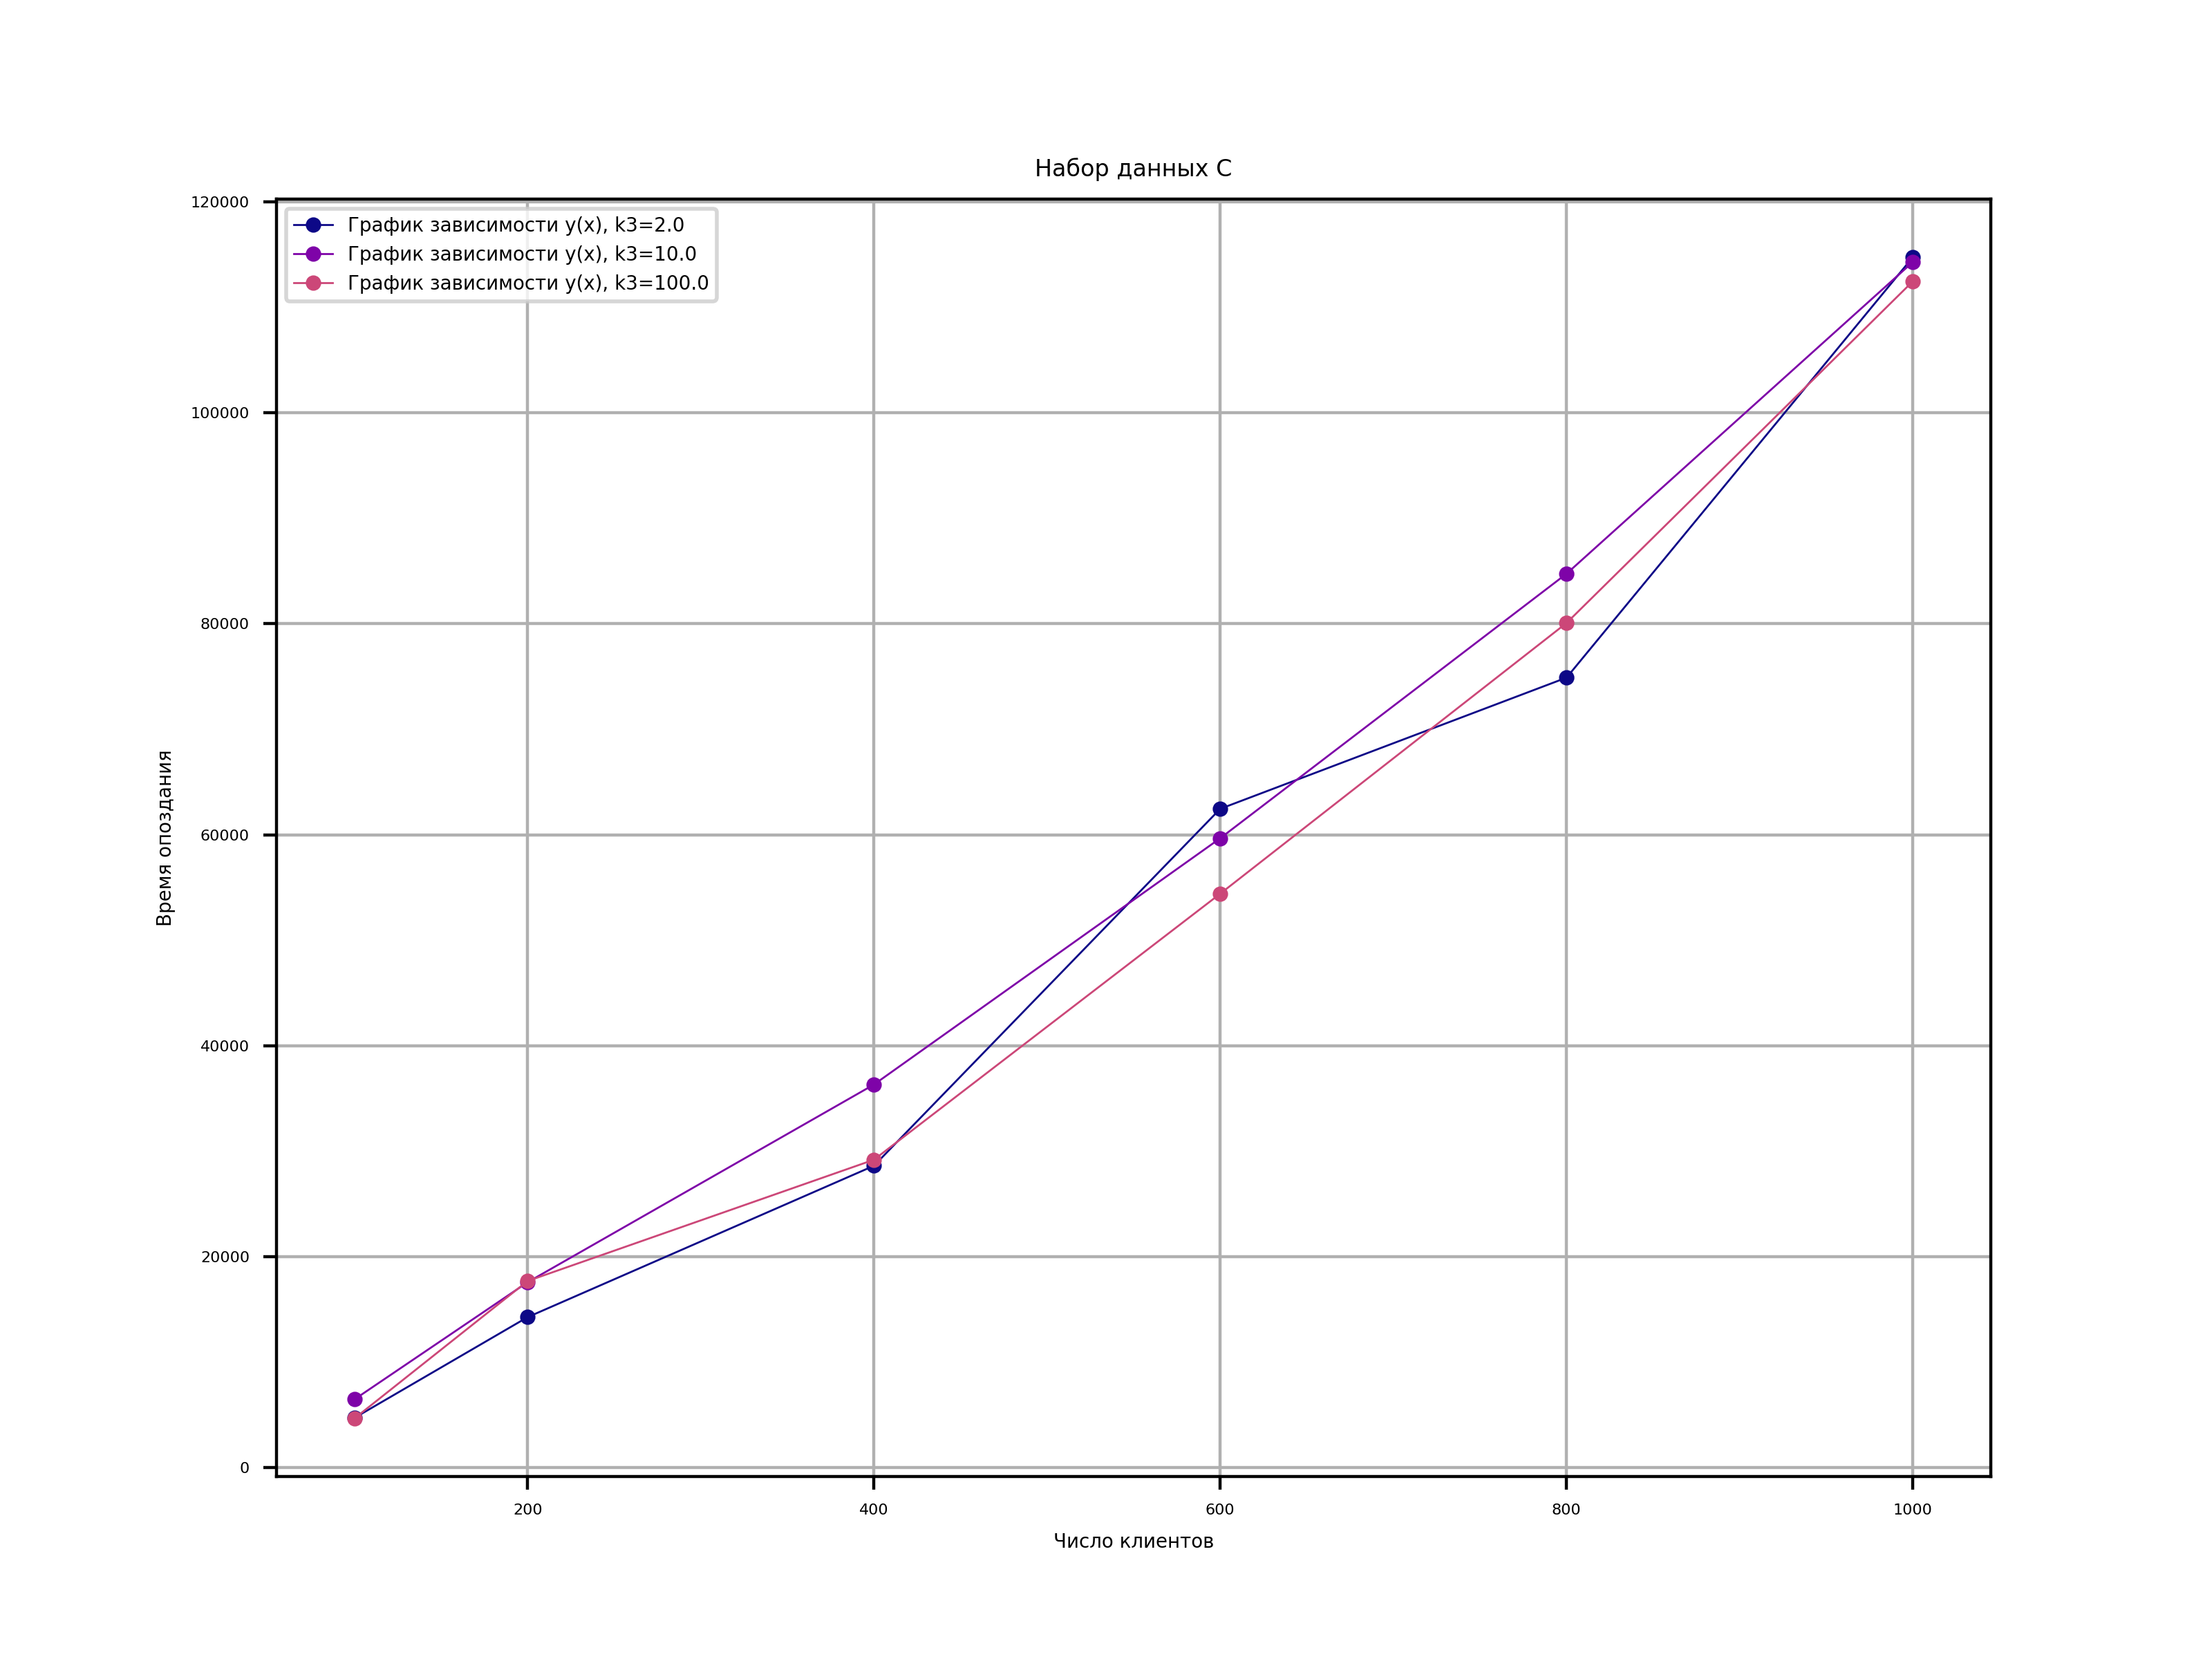 Набор данных C
120000
100000
80000
60000
40000
20000
0
График зависимости y(x), k3=2.0
График зависимости y(x), k3=10.0
График зависимости y(x), k3=100.0
Время опоздания
200 400 600 800 1000
Число клиентов